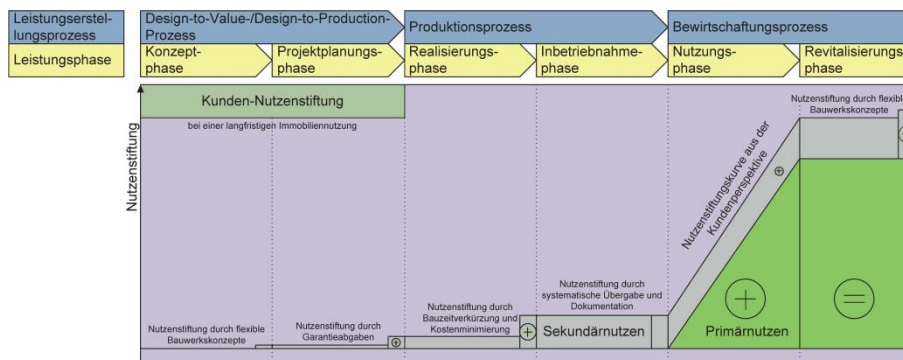 Leistungserstel-
lungsprozess
Design-to-Value-/Design-to-Production-
Prozess
Produktionsprozess
Bewirtschaftungsprozess
Leistungsphase
Konzept-
phase
Projektplanungs-
phase
Realisierungs-
phase
Inbetriebnahme-
phase
Nutzungs-
phase
Revitalisierungs
phase
Nutzenstiftung
Kunden-Nutzenstiftung
bei einer langfristigen Immobiliennutzung
Nutzenstiftung durch flexible
Bauwerkskonzepte
Nutzenstiftungskurve aus der
Kundenperspektive
Nutzenstiftung durch flexible
Bauwerkskonzepte
Nutzenstiftung durch
Garantieabgaben
Nutzenstiftung durch
Bauzeitverkürzung und
Kostenminimierung
Nutzenstiftung durch
systematische Übergabe und
Dokumentation
Sekundärnutzen
Primärnutzen